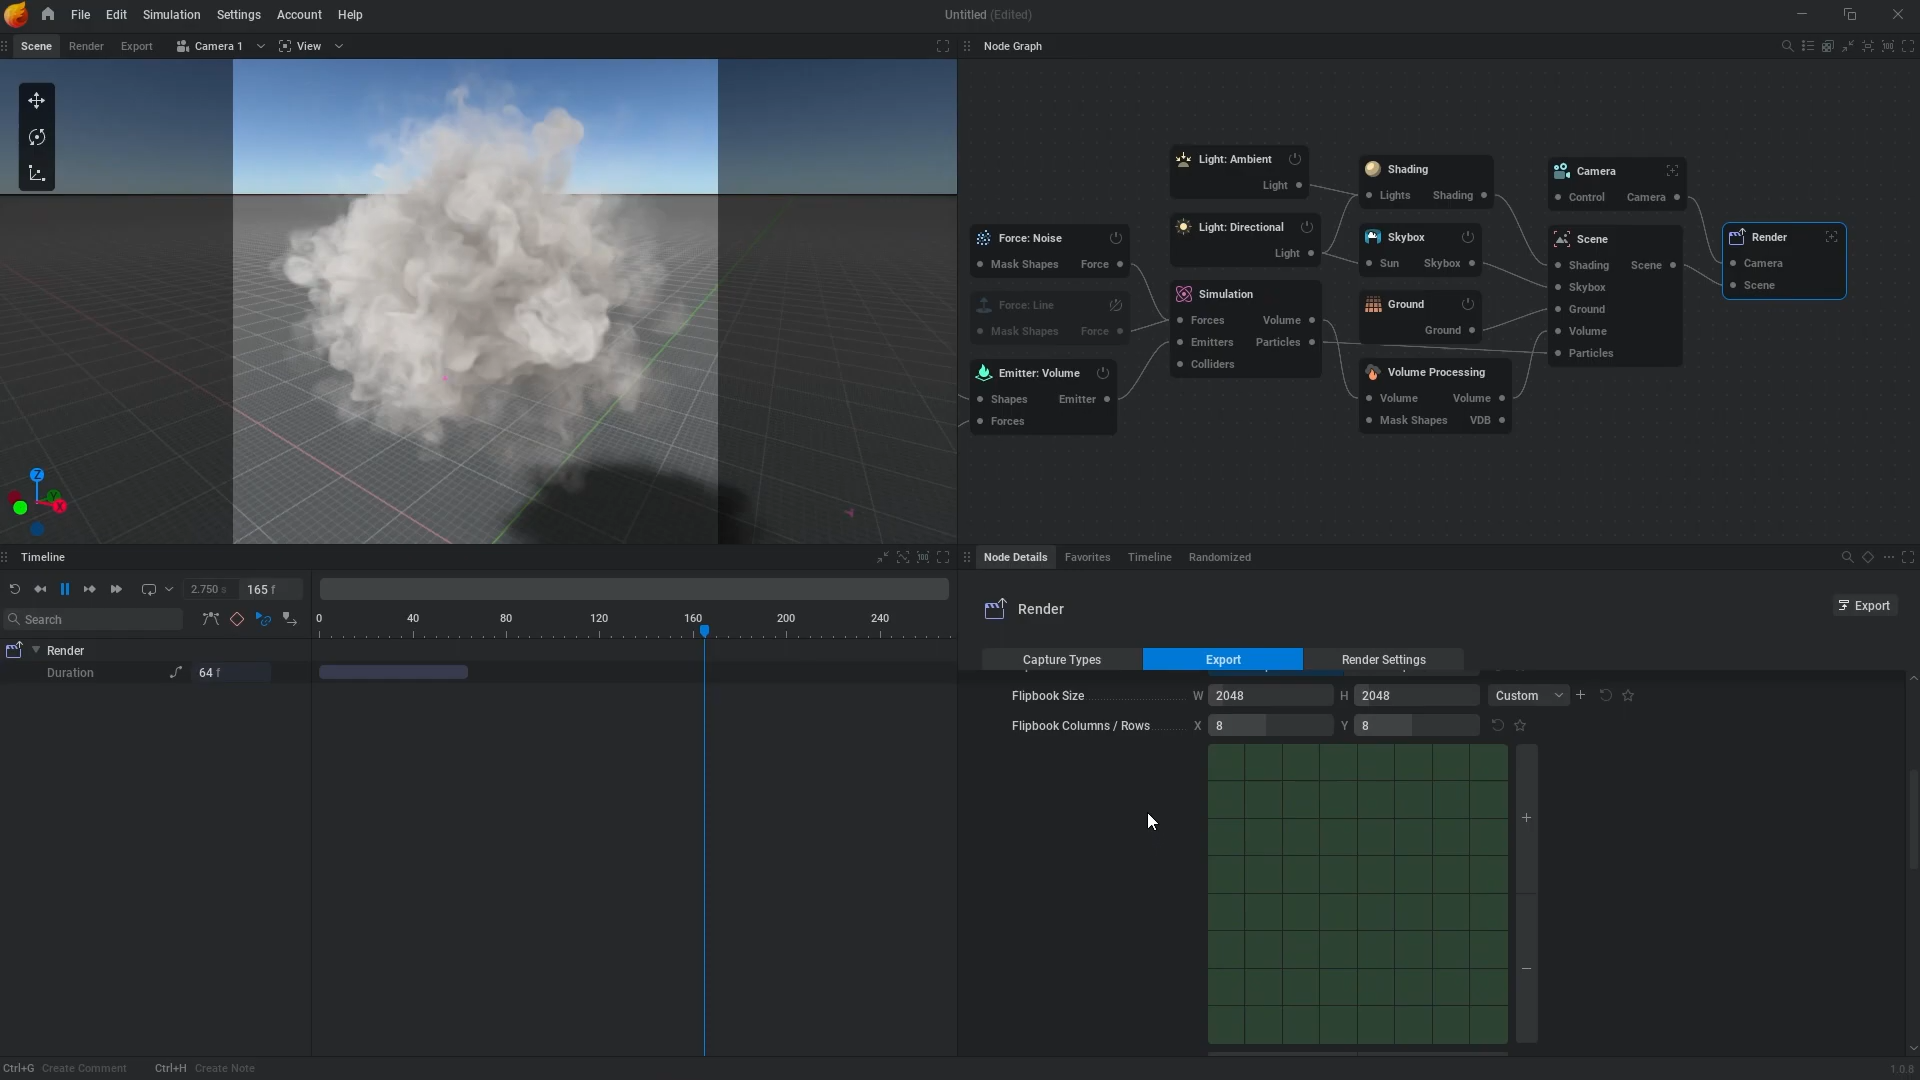 File Edit Simulation Settings Account Help
Untitled (Edited)
Scene Render Export Camera 1 View
Node Graph
Z
Y
X
Light: Ambient
Light
Light: Directional
Light
Force: Noise
Mask Shapes Force
Force: Line
Mask Shapes Force
Emitter: Volume
Shapes Emitter
Forces
Simulation
Forces Volume
Emitters Particles
Colliders
Shading
Lights Shading
Skybox
Sun Skybox
Ground
Ground
Volume Processing
Volume Volume
Mask Shapes VDB
Camera
Control Camera
Scene
Shading Scene
Skybox
Ground
Volume
Particles
Render
Camera
Scene
Timeline
2.750 s 165 f
Search
0 40 80 120 160 200 240
Render
Duration 64 f
Node Details Favorites Timeline Randomized
Render
Export
Capture Types Export Render Settings
Flipbook Size W 2048 H 2048 Custom
Flipbook Columns / Rows X 8 Y 8
Ctrl+G Create Comment Ctrl+H Create Note
1.0.8